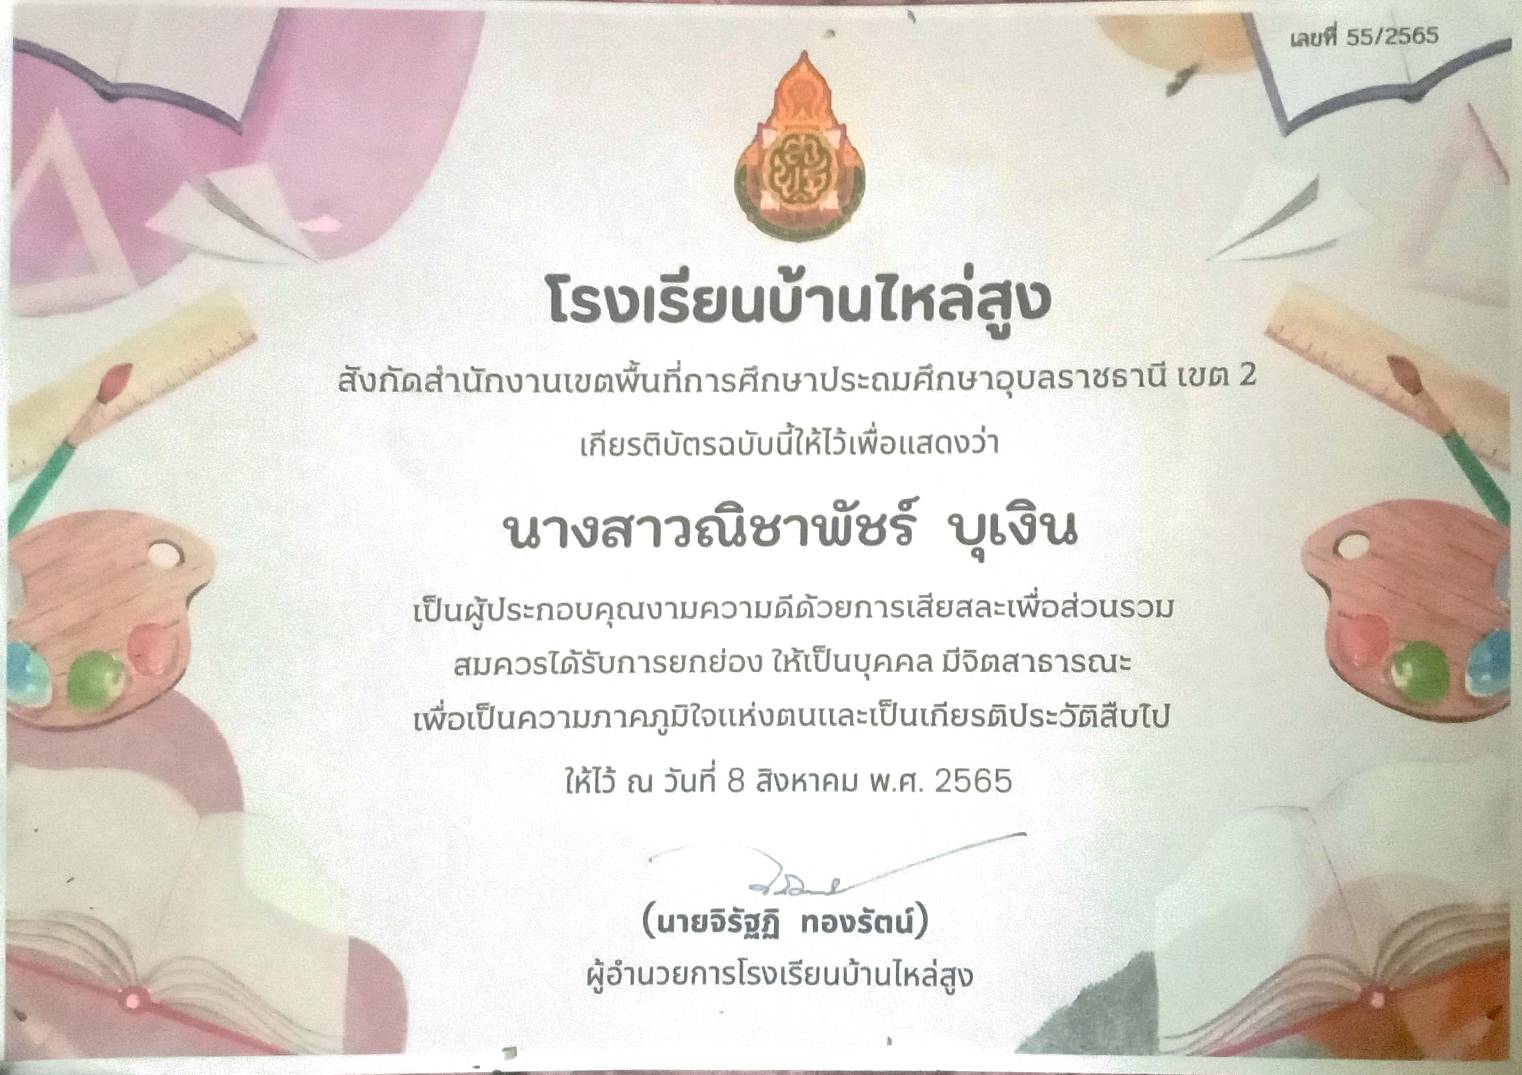 เลขที่ 55/2565
โรงเรียนบ้านไหล่สูง
สังกัดสำนักงานเขตพื้นที่การศึกษาประถมศึกษาอุบลราชธานี เขต 2
เกียรติบัตรฉบับนี้ให้ไว้เพื่อแสดงว่า
นางสาวณิชาพัชร์ บุเงิน
เป็นผู้ประกอบคุณงามความดีด้วยการเสียสละเพื่อส่วนรวม
สมควรได้รับการยกย่อง ให้เป็นบุคคล มีจิตสาธารณะ
เพื่อเป็นความภาคภูมิใจแห่งตนและเป็นเกียรติประวัติสืบไป
ให้ไว้ ณ วันที่ 8 สิงหาคม พ.ศ. 2565
(นายจิรัฐฏิ ทองรัตน์)
ผู้อำนวยการโรงเรียนบ้านไหล่สูง